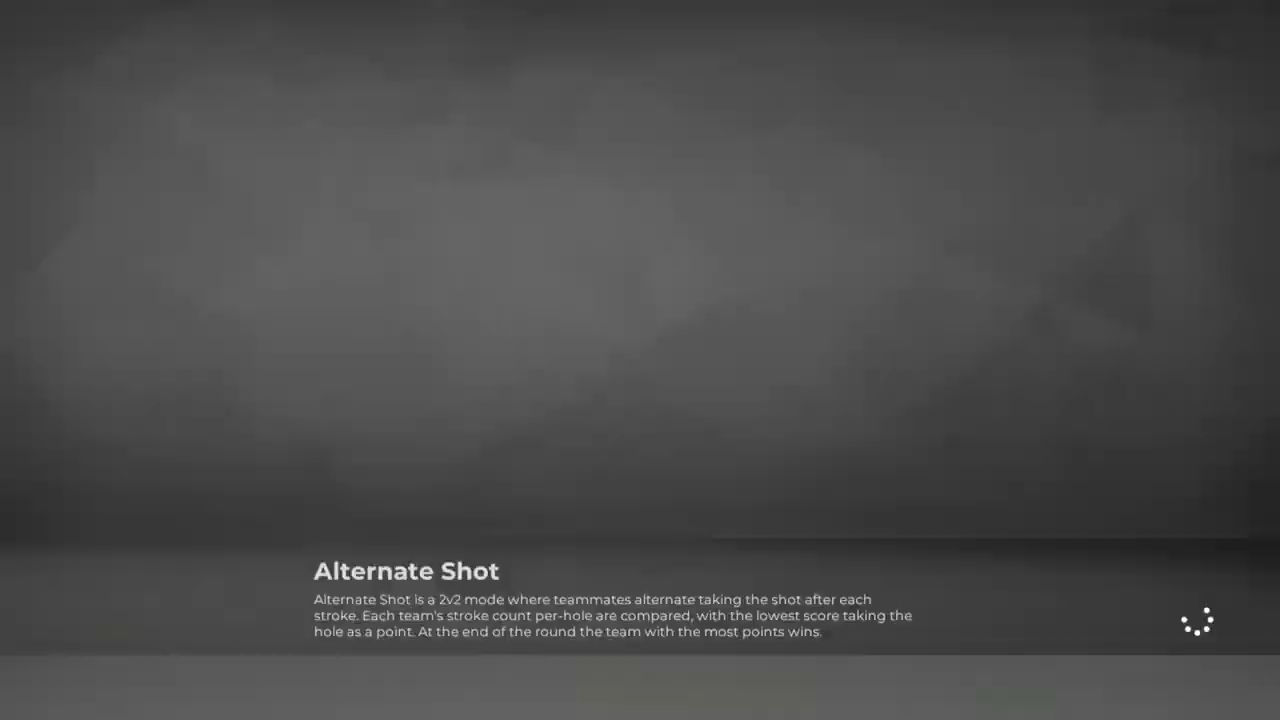 Alternate Shot
Alternate Shot is a 2v2 mode where teammates alternate taking the shot after each
stroke. Each team's stroke count per-hole are compared, with the lowest score taking the
hole as a point. At the end of the round the team with the most points wins.